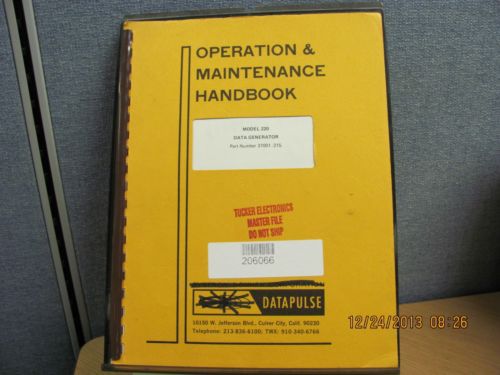 OPERATION &
MAINTENANCE
HANDBOOK
MODEL 220
DATA GENERATOR
Part Number 37001 .215
TUCKER ELECTRONICS
MASTER FILE
DO NOT SHIP
206066
DATAPULSE
10150 W. Jefferson Blvd., Culver City, Calif. 90230
Telephone: 213-836-6100; TWX: 910-340-6766
12/24/2013 08:26